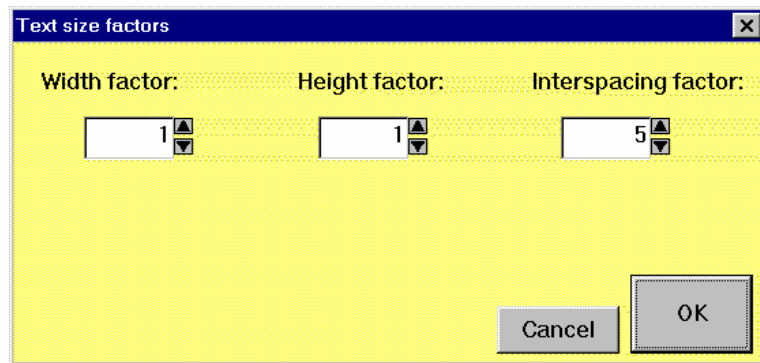 Text size factors
Width factor: Height factor: Interspacing factor:
1 1 5
Cancel OK